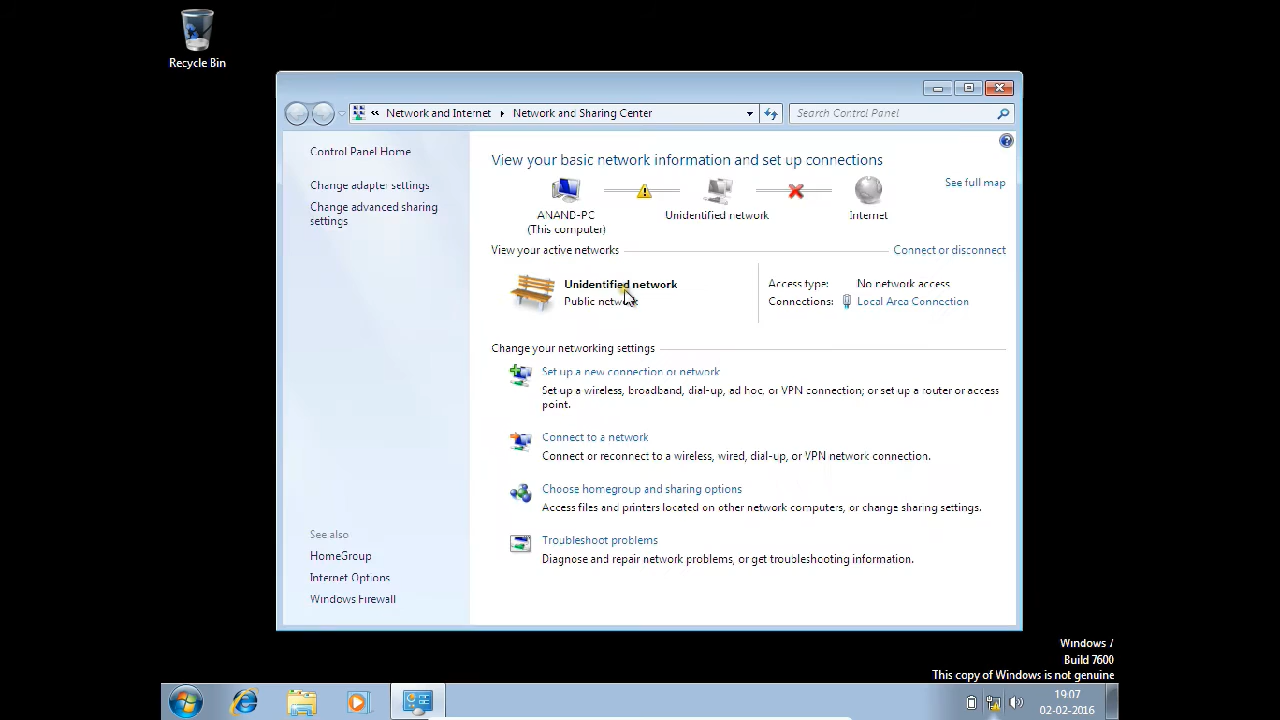 Recycle Bin
« Network and Internet Network and Sharing Center
Search Control Panel
Control Panel Home
Change adapter settings
Change advanced sharing
settings
View your basic network information and set up connections
See full map
ANAND-PC
(This computer)
Unidentified network
Internet
View your active networks
Connect or disconnect
Unidentified network
Public network
Access type: No network access
Connections: Local Area Connection
Change your networking settings
Set up a new connection or network
Set up a wireless, broadband, dial-up, ad hoc, or VPN connection; or set up a router or access
point.
Connect to a network
Connect or reconnect to a wireless, wired, dial-up, or VPN network connection.
Choose homegroup and sharing options
Access files and printers located on other network computers, or change sharing settings.
Troubleshoot problems
Diagnose and repair network problems, or get troubleshooting information.
See also
HomeGroup
Internet Options
Windows Firewall
Windows 7
Build 7600
This copy of Windows is not genuine
19:07
02-02-2016